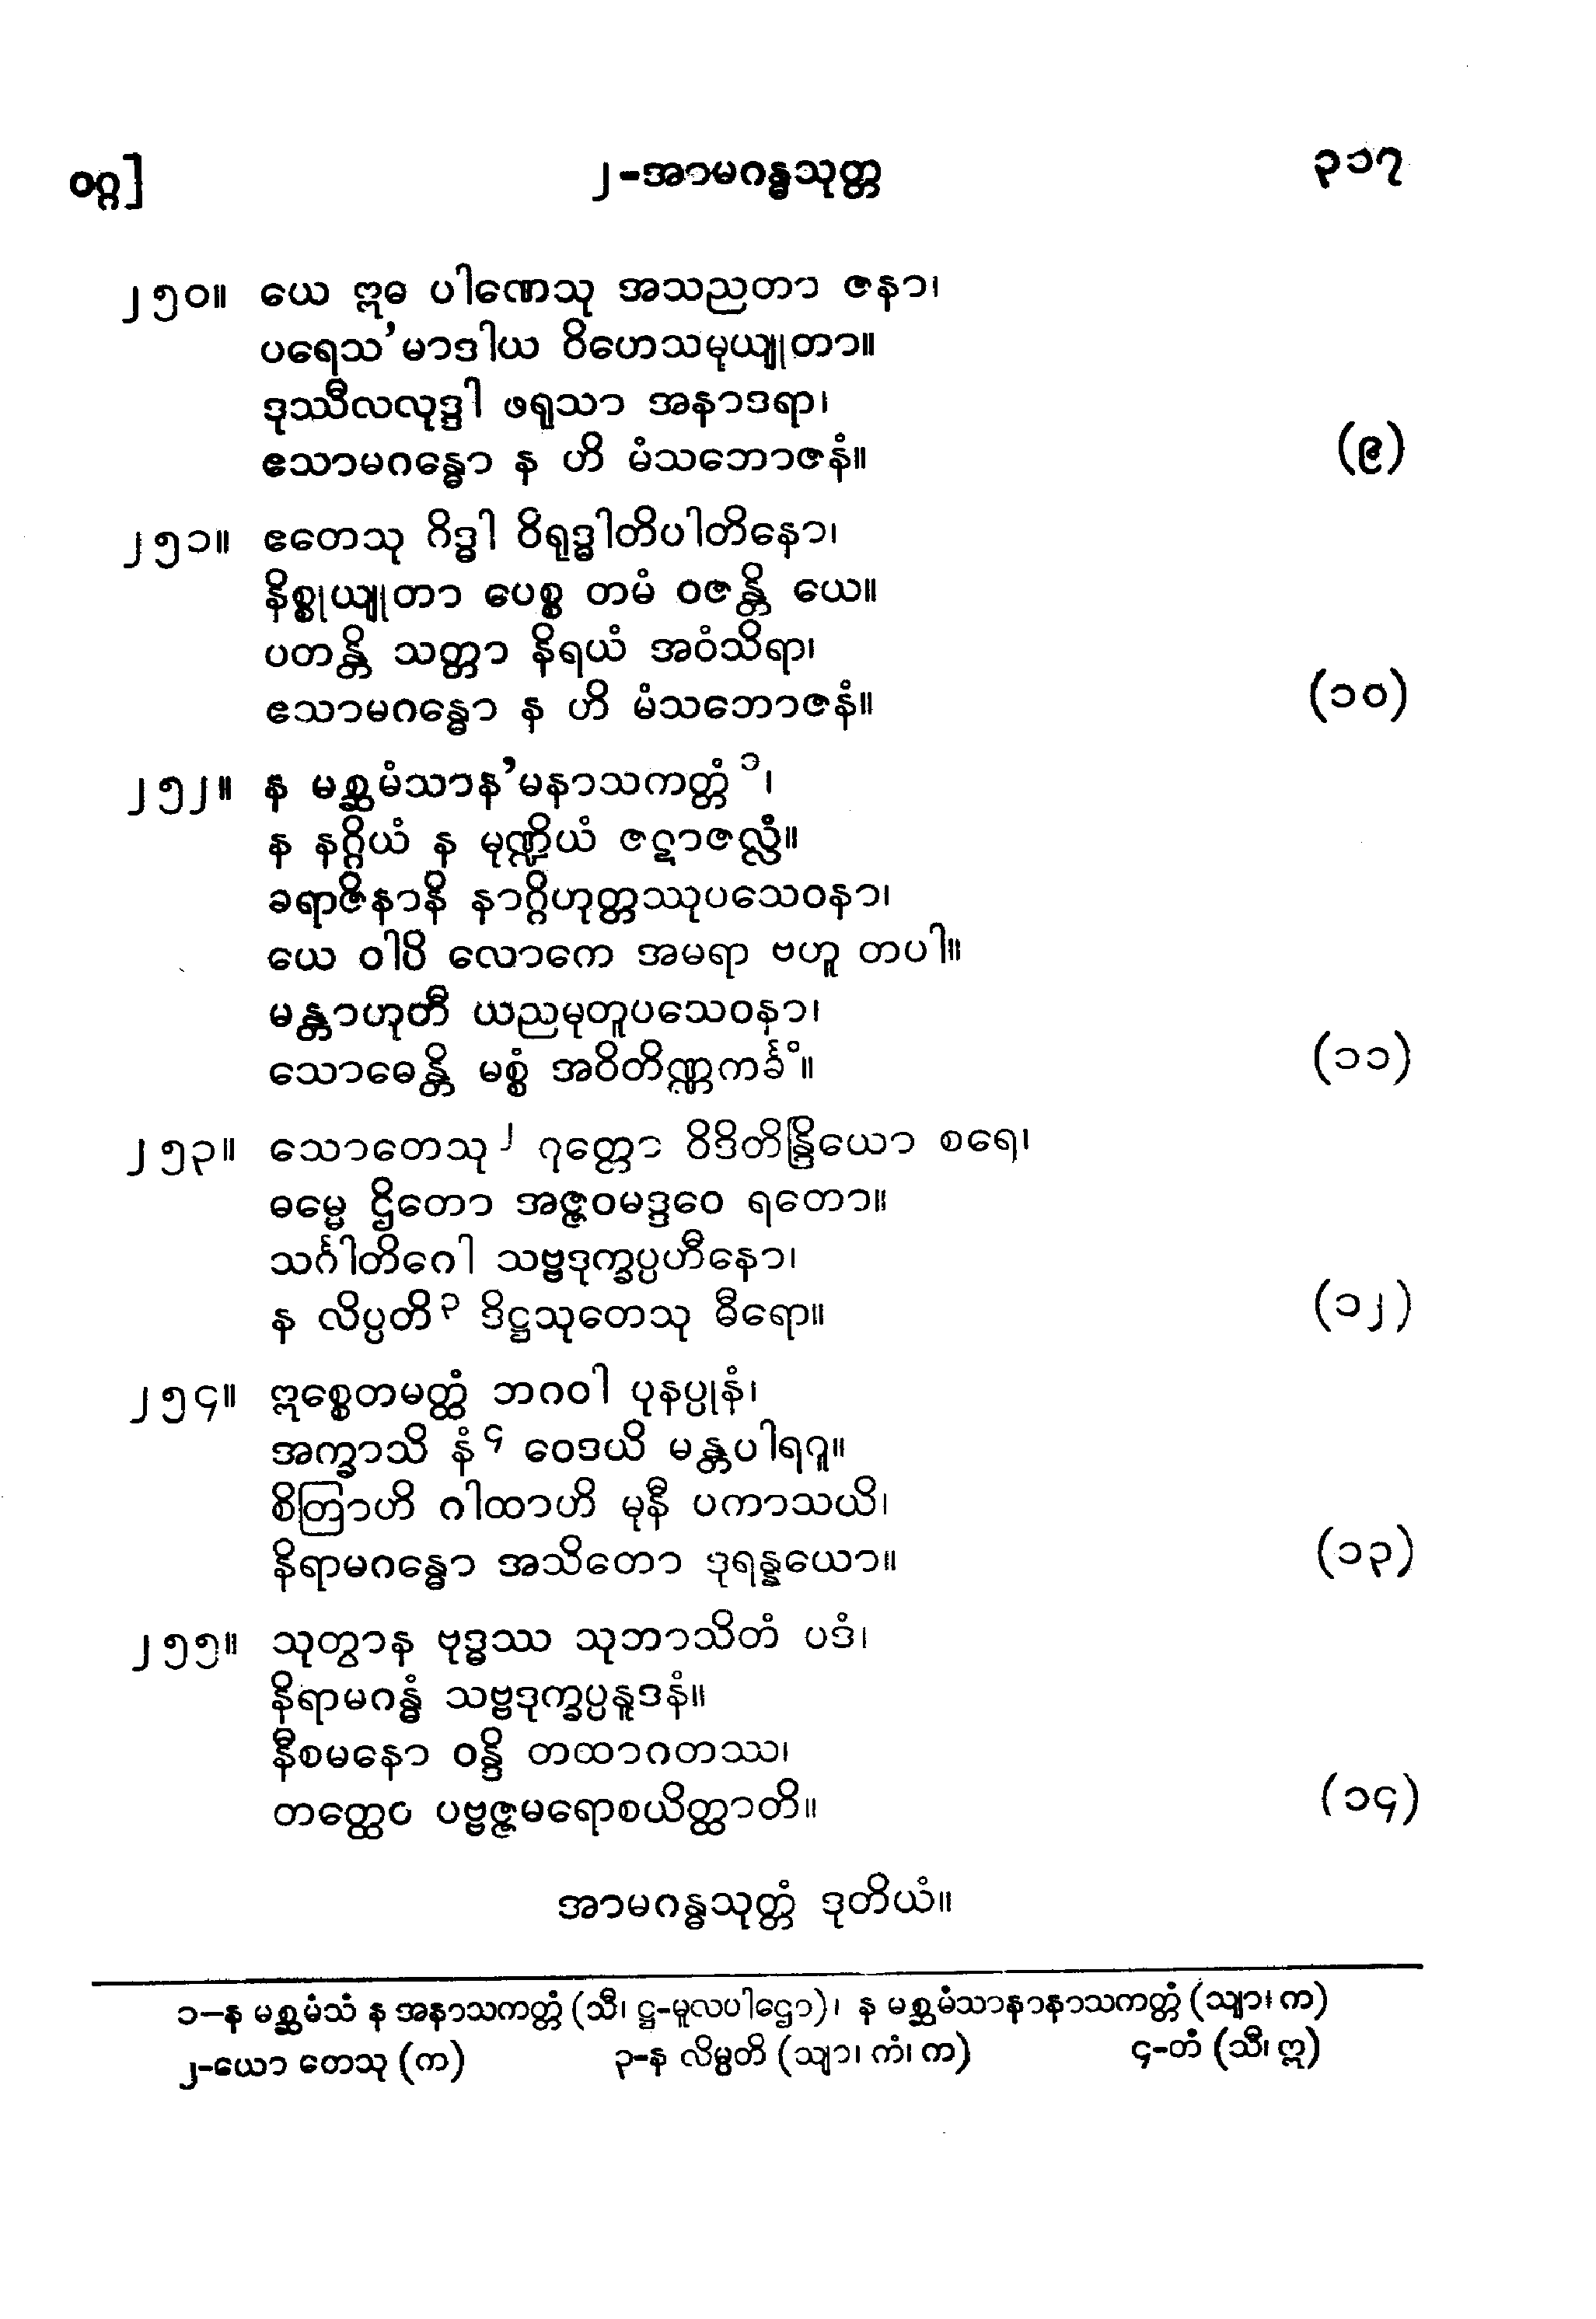 ဝဂ္ဂ] ၂-အာမဂန္ဓသုတ္တ ၃၁၇
၂၅၀။ ယေ ဣဓ ပါဏေသု အသညတာ ဇနာ၊
ပရေသ’မာဒါယ ဝိဟေသမုယျုတာ။
ဒုဿီလလုဒ္ဒါ ဖရုသာ အနာဒရာ၊
ဧသာမဂန္ဓော န ဟိ မံသဘောဇနံ။ (၉)
၂၅၁။ ဧတေသု ဂိဒ္ဓါ ဝိရုဒ္ဓါတိပါတိနော၊
နိစ္စုယျုတာ ပေစ္စ တမံ ဝဇန္တိ ယေ။
ပတန္တိ သတ္တာ နိရယံ အဝံသိရာ၊
ဧသာမဂန္ဓော န ဟိ မံသဘောဇနံ။ (၁၀)
၂၅၂။ န မစ္ဆမံသာန’မနာသကတ္တံ ၁၊
န နဂ္ဂိယံ န မုဏ္ဍိယံ ဇဋာဇလ္လံ။
ခရာဇိနာနိ နာဂ္ဂိဟုတ္တဿုပသေဝနာ၊
ယေ ဝါပိ လောကေ အမရာ ဗဟူ တပါ။
မန္တာဟုတီ ယညမုတူပသေဝနာ၊
သောဓေန္တိ မစ္စံ အဝိတိဏ္ဏကင်္ခံ။ (၁၁)
၂၅၃။ သောတေသု ၂ ဂုတ္တော ဝိဒိတိန္ဒြိယော စရေ၊
ဓမ္မေ ဌိတော အဇ္ဇဝမဒ္ဒဝေ ရတော။
သင်္ဂါတိဂေါ သဗ္ဗဒုက္ခပ္ပဟီနော၊
န လိပ္ပတိ ၃ ဒိဋ္ဌသုတေသု ဓီရော။ (၁၂)
၂၅၄။ ဣစ္စေတမတ္ထံ ဘဂဝါ ပုနပ္ပုနံ၊
အက္ခာသိ နံ ၄ ဝေဒယိ မန္တပါရဂူ။
စိတြာဟိ ဂါထာဟိ မုနီ ပကာသယိ၊
နိရာမဂန္ဓော အသိတော ဒုရန္နယော။ (၁၃)
၂၅၅။ သုတွာန ဗုဒ္ဓဿ သုဘာသိတံ ပဒံ၊
နိရာမဂန္ဓံ သဗ္ဗဒုက္ခပ္ပနူဒနံ။
နီစမနော ဝန္ဒိ တထာဂတဿ၊
တတ္ထေဝ ပဗ္ဗဇ္ဇမရောစယိတ္ထာတိ။ (၁၄)
အာမဂန္ဓသုတ္တံ ဒုတိယံ။
၁—န မစ္ဆမံသံ န အနာသကတ္တံ (သီ၊ ဋ္ဌ-မူလပါဌော)၊ န မစ္ဆမံသာနာနာသကတ္တံ (သျာ၊ က)
၂-ယော တေသု (က) ၃-န လိမ္ပတိ (သျာ၊ ကံ၊ က) ၄-တံ (သီ၊ ဣ)